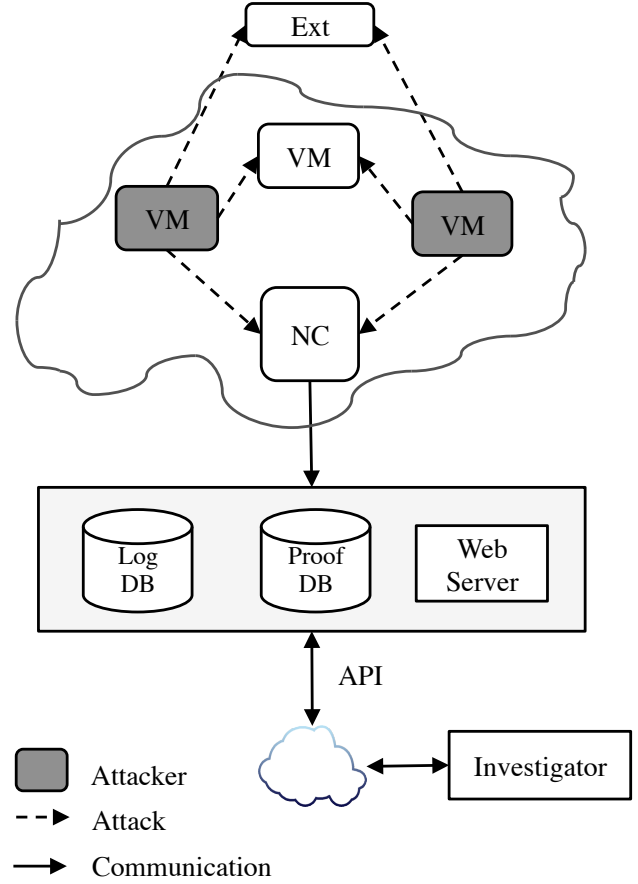 Ext
VM
VM
VM
NC
Log
DB
Proof
DB
Web
Server
API
Investigator
Attacker
Attack
Communication